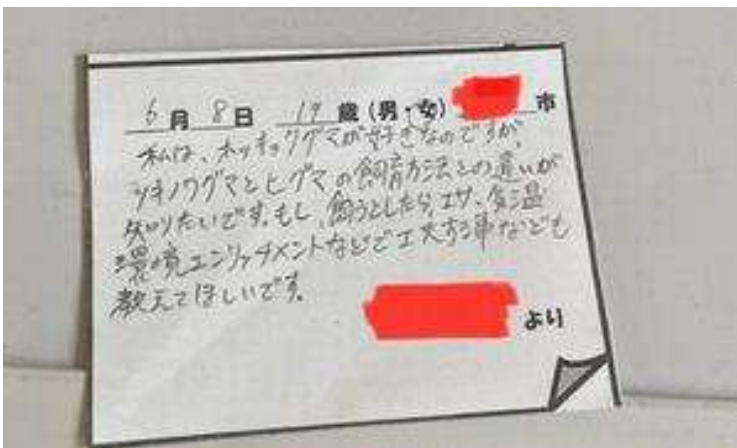 6月8日 19歳(男・女) 市
私は、ホッキョクグマが好きなのですが、
ツキノワグマとヒグマの飼育方法との違いが
知りたいです。もし、飼うとしたら、エサ、気温
環境エンリッチメントなどで工夫する事なども
教えてほしいです。
より